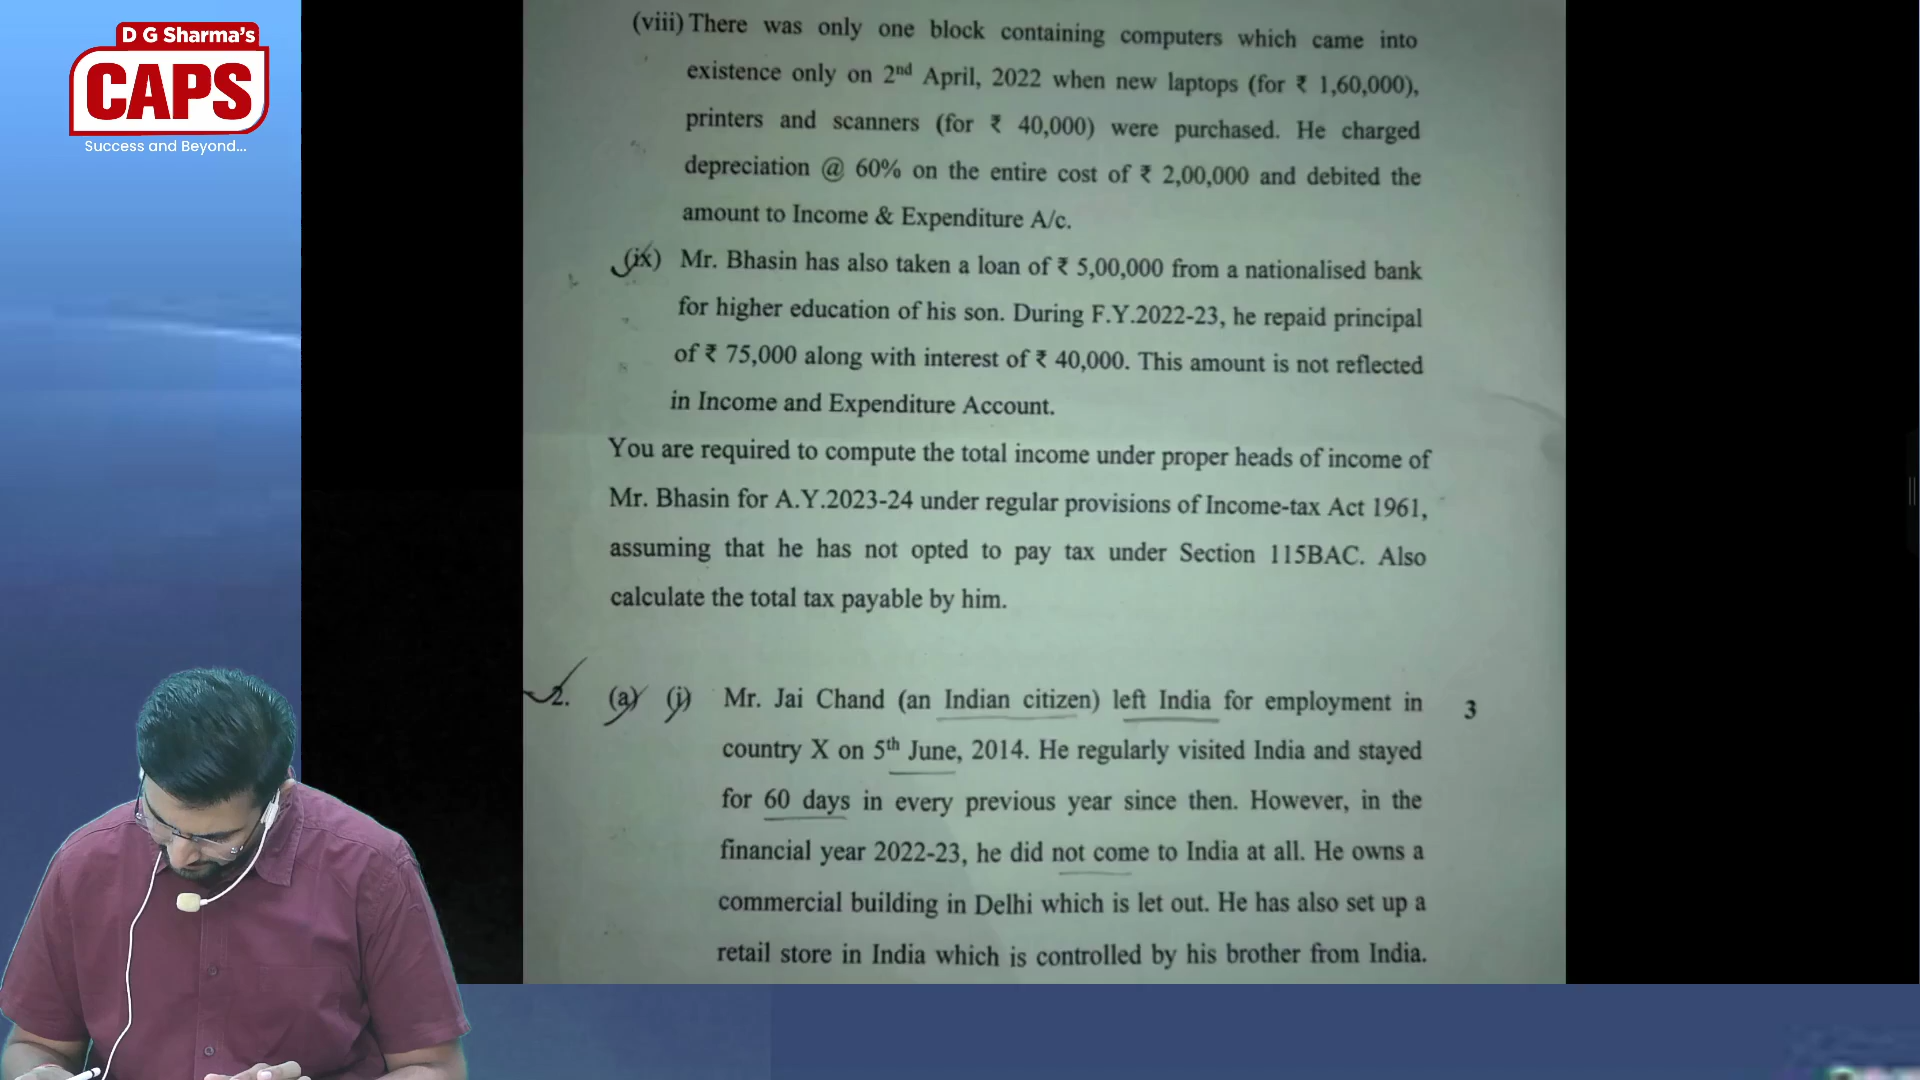 D G Sharma's
CAPS
Success and Beyond...
(viii) There was only one block containing computers which came into
existence only on 2nd April, 2022 when new laptops (for ₹ 1,60,000),
printers and scanners (for ₹ 40,000) were purchased. He charged
depreciation @ 60% on the entire cost of ₹ 2,00,000 and debited the
amount to Income & Expenditure A/c.
(ix) Mr. Bhasin has also taken a loan of ₹ 5,00,000 from a nationalised bank
for higher education of his son. During F.Y.2022-23, he repaid principal
of ₹ 75,000 along with interest of ₹ 40,000. This amount is not reflected
in Income and Expenditure Account.
You are required to compute the total income under proper heads of income of
Mr. Bhasin for A.Y.2023-24 under regular provisions of Income-tax Act 1961,
assuming that he has not opted to pay tax under Section 115BAC. Also
calculate the total tax payable by him.
2. (a) (i) Mr. Jai Chand (an Indian citizen) left India for employment in 3
country X on 5th June, 2014. He regularly visited India and stayed
for 60 days in every previous year since then. However, in the
financial year 2022-23, he did not come to India at all. He owns a
commercial building in Delhi which is let out. He has also set up a
retail store in India which is controlled by his brother from India.